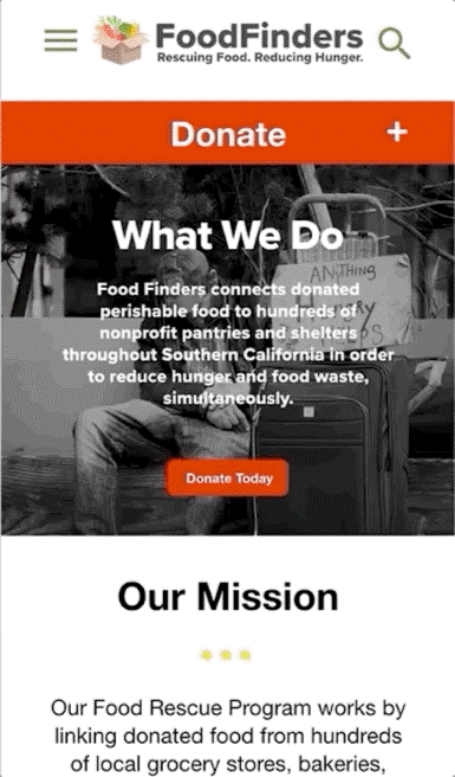 FoodFinders
Rescuing Food. Reducing Hunger.
Donate +
What We Do
ANYTHING
Food Finders connects donated
perishable food to hundreds of
nonprofit pantries and shelters
throughout Southern California in order
to reduce hunger and food waste,
simultaneously.
Donate Today
Our Mission
Our Food Rescue Program works by
linking donated food from hundreds
of local grocery stores, bakeries,